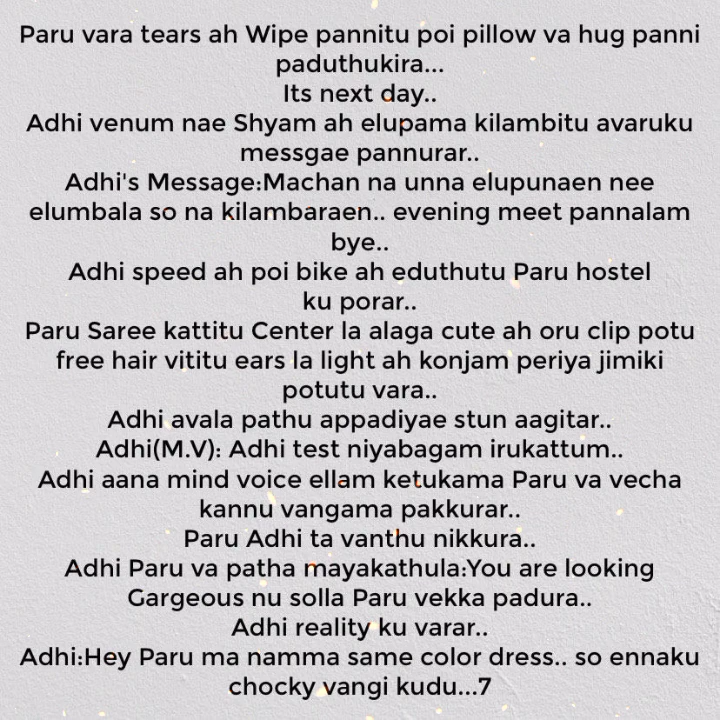 Paru vara tears ah Wipe pannitu poi pillow va hug panni
paduthukira...
Its next day..
Adhi venum nae Shyam ah elupama kilambitu avaruku
messgae pannurar..
Adhi's Message:Machan na unna elupunaen nee
elumbala so na kilambaraen.. evening meet pannalam
bye..
Adhi speed ah poi bike ah eduthutu Paru hostel
ku porar..
Paru Saree kattitu Center la alaga cute ah oru clip potu
free hair vititu ears la light ah konjam periya jimiki
potutu vara..
Adhi avala pathu appadiyae stun aagitar..
Adhi(M.V): Adhi test niyabagam irukattum..
Adhi aana mind voice ellam ketukama Paru va vecha
kannu vangama pakkurar..
Paru Adhi ta vanthu nikkura..
Adhi Paru va patha mayakathula:You are looking
Gargeous nu solla Paru vekka padura..
Adhi reality ku varar..
Adhi:Hey Paru ma namma same color dress.. so ennaku
chocky vangi kudu...7